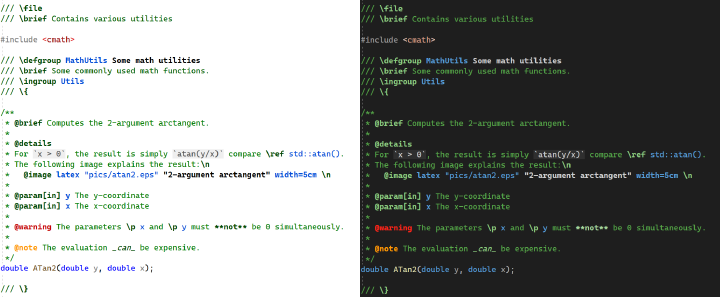 /// \file
/// \brief Contains various utilities
#include <cmath>
/// \defgroup MathUtils Some math utilities
/// \brief Some commonly used math functions.
/// \ingroup Utils
/// \{
/**
* @brief Computes the 2-argument arctangent.
*
* @details
* For `x > 0`, the result is simply `atan(y/x)` compare \ref std::atan().
* The following image explains the result:\n
*   @image latex "pics/atan2.eps" "2-argument arctangent" width=5cm \n
*
* @param[in] y The y-coordinate
* @param[in] x The x-coordinate
*
* @warning The parameters \p x and \p y must **not** be 0 simultaneously.
*
* @note The evaluation _can_ be expensive.
*/
double ATan2(double y, double x);
/// \}
/// \file
/// \brief Contains various utilities
#include <cmath>
/// \defgroup MathUtils Some math utilities
/// \brief Some commonly used math functions.
/// \ingroup Utils
/// \{
/**
* @brief Computes the 2-argument arctangent.
*
* @details
* For `x > 0`, the result is simply `atan(y/x)` compare \ref std::atan().
* The following image explains the result:\n
*   @image latex "pics/atan2.eps" "2-argument arctangent" width=5cm \n
*
* @param[in] y The y-coordinate
* @param[in] x The x-coordinate
*
* @warning The parameters \p x and \p y must **not** be 0 simultaneously.
*
* @note The evaluation _can_ be expensive.
*/
double ATan2(double y, double x);
/// \}